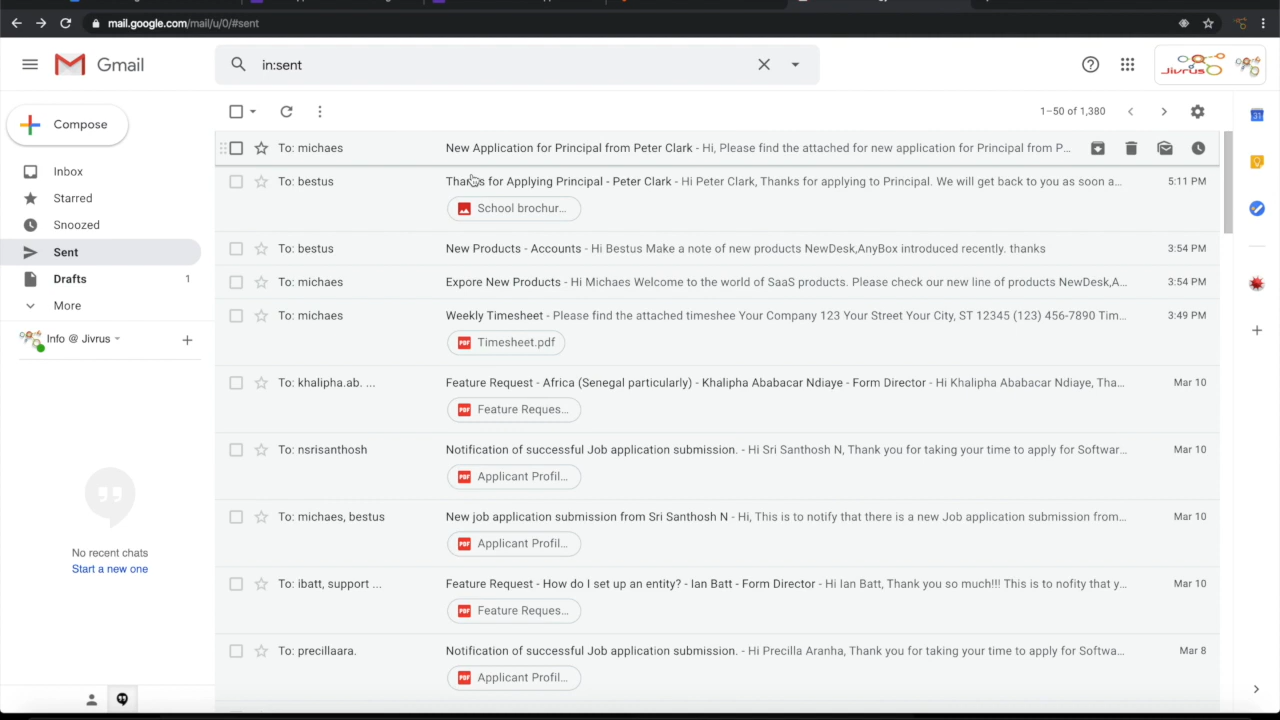 mail.google.com/mail/u/0/#sent
Gmail
in:sent
Jivrus
Compose
1–50 of 1,380
Inbox
Starred
Snoozed
Sent
Drafts 1
More
Info @ Jivrus
No recent chats
Start a new one
To: michaes New Application for Principal from Peter Clark - Hi, Please find the attached for new application for Principal from P...
To: bestus Thanks for Applying Principal - Peter Clark - Hi Peter Clark, Thanks for applying to Principal. We will get back to you as soon a... 5:11 PM
School brochur...
To: bestus New Products - Accounts - Hi Bestus Make a note of new products NewDesk,AnyBox introduced recently. thanks 3:54 PM
To: michaes Expore New Products - Hi Michaes Welcome to the world of SaaS products. Please check our new line of products NewDesk,A... 3:54 PM
To: michaes Weekly Timesheet - Please find the attached timeshee Your Company 123 Your Street Your City, ST 12345 (123) 456-7890 Tim... 3:49 PM
PDF Timesheet.pdf
To: khalipha.ab. ... Feature Request - Africa (Senegal particularly) - Khalipha Ababacar Ndiaye - Form Director - Hi Khalipha Ababacar Ndiaye, Tha... Mar 10
PDF Feature Reques...
To: nsrisanthosh Notification of successful Job application submission. - Hi Sri Santhosh N, Thank you for taking your time to apply for Softwar... Mar 10
PDF Applicant Profil...
To: michaes, bestus New job application submission from Sri Santhosh N - Hi, This is to notify that there is a new Job application submission from... Mar 10
PDF Applicant Profil...
To: ibatt, support ... Feature Request - How do I set up an entity? - Ian Batt - Form Director - Hi Ian Batt, Thank you so much!!! This is to nofity that y... Mar 10
PDF Feature Reques...
To: precillaara. Notification of successful Job application submission. - Hi Precilla Aranha, Thank you for taking your time to apply for Softwa... Mar 8
PDF Applicant Profil...
31